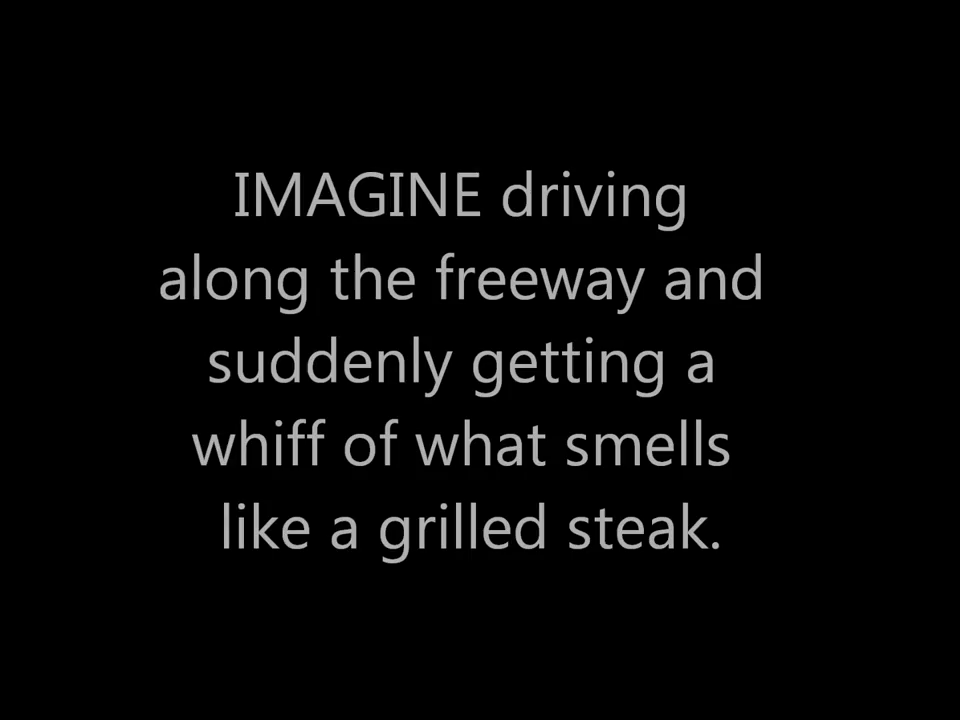 IMAGINE driving
along the freeway and
suddenly getting a
whiff of what smells
like a grilled steak.